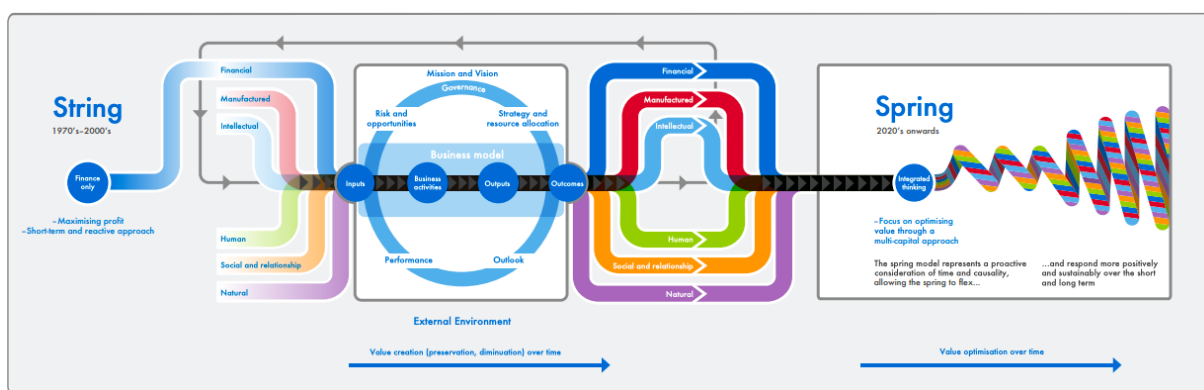 String
1970's–2000's
Finance
only
–Maximising profit
–Short-term and reactive approach
Financial
Manufactured
Intellectual
Human
Social and relationship
Natural
Mission and Vision
Governance
Risk and
opportunities
Strategy and
resource allocation
Business model
Inputs
Business
activities
Outputs
Outcomes
Performance
Outlook
External Environment
Value creation (preservation, diminuation) over time
Financial
Manufactured
Intellectual
Human
Social and relationship
Natural
Spring
2020's onwards
Integrated
thinking
–Focus on optimising
value through a
multi-capital approach
The spring model represents a proactive
consideration of time and causality,
allowing the spring to flex...
...and respond more positively
and sustainably over the short
and long term
Value optimisation over time